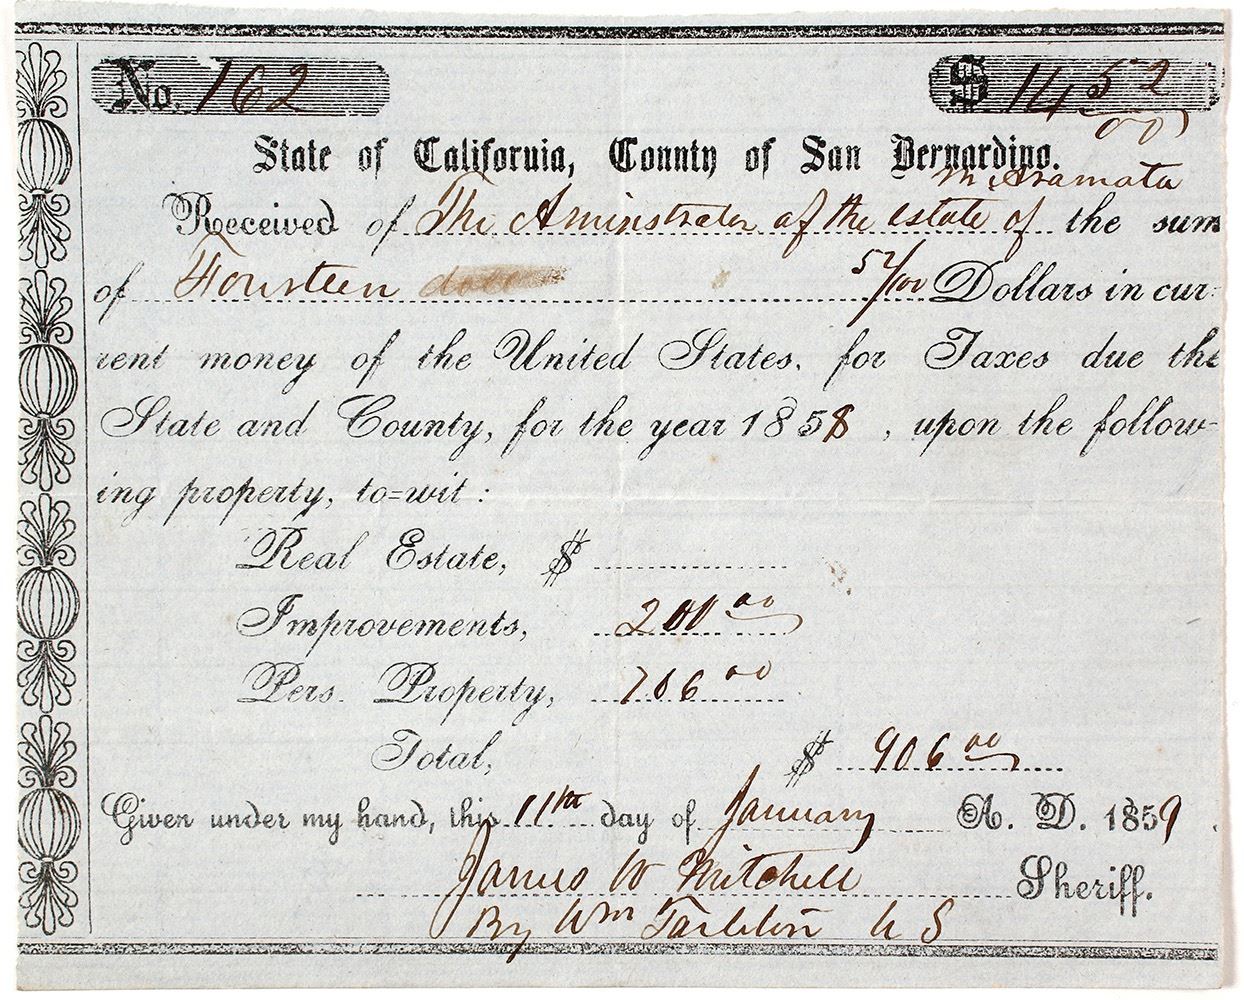 No. 162 $ 14 52/00
State of California, County of San Bernardino.
Received of The Aminstrater of the estate of M. Aramata the sum
of Fourteen 52/100 Dollars in cur-
rent money of the United States, for Taxes due the
State and County, for the year 1858, upon the follow-
ing property, to=wit:
Real Estate, $
Improvements, 200 00
Pers. Property, 706 00
Total, $ 906 00
Given under my hand, this 11th day of January A. D. 1859.
James W Mitchell Sheriff.
By Wm Tarleton U S